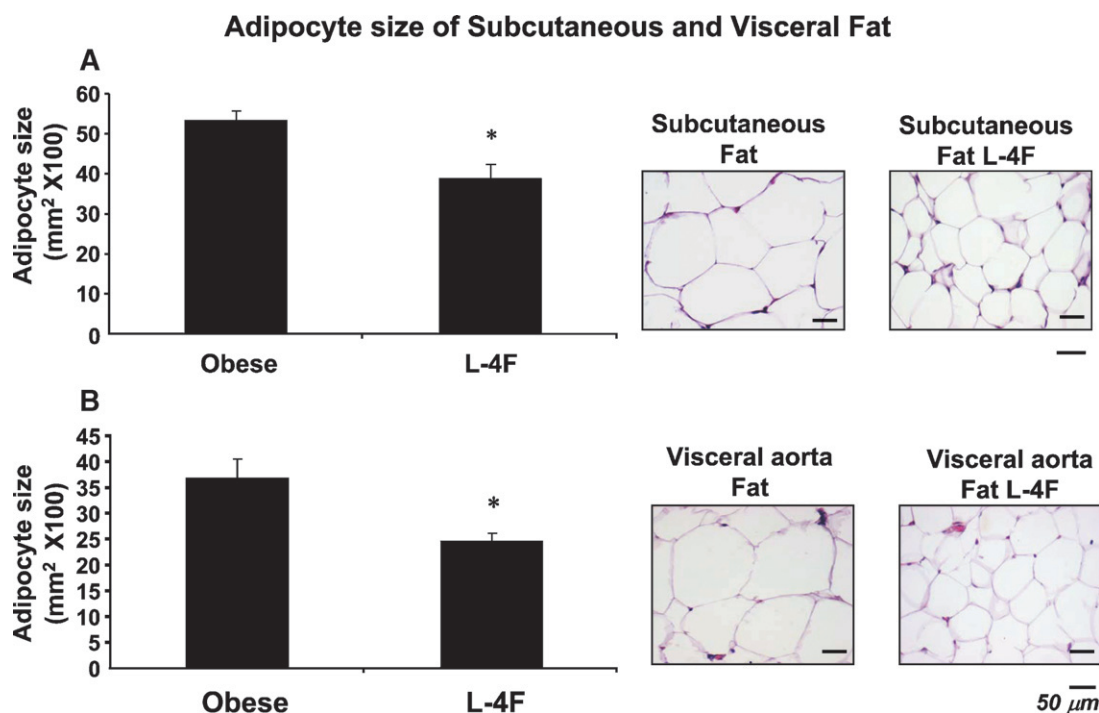 Adipocyte size of Subcutaneous and Visceral Fat
A
Adipocyte size
(mm² X100)
60
50
40
30
20
10
0
*
Obese
L-4F
Subcutaneous
Fat
Subcutaneous
Fat L-4F
B
Adipocyte size
(mm² X100)
45
40
35
30
25
20
15
10
5
0
*
Obese
L-4F
Visceral aorta
Fat
Visceral aorta
Fat L-4F
50 µm